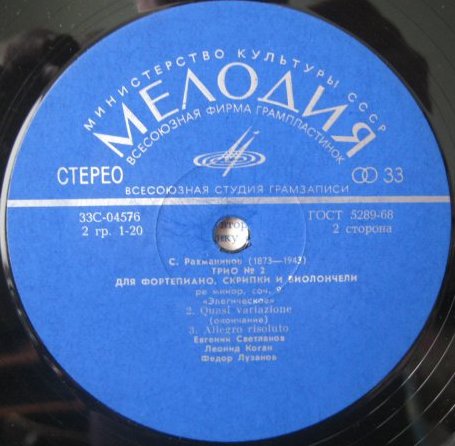 МИНИСТЕРСТВО КУЛЬТУРЫ СССР
МЕЛОДИЯ
ВСЕСОЮЗНАЯ ФИРМА ГРАМПЛАСТИНОК
СТЕРЕО 33
ВСЕСОЮЗНАЯ СТУДИЯ ГРАМЗАПИСИ
33С-04576 ГОСТ 5289-68
2 гр. 1-20 2 сторона
С. Рахманинов (1873—1943)
ТРИО № 2
ДЛЯ ФОРТЕПИАНО, СКРИПКИ И ВИОЛОНЧЕЛИ
ре минор, соч. 9
«Элегическое»
2. Quasi variazione
(окончание)
3. Allegro risoluto
Евгений Светланов
Леонид Коган
Федор Лузанов